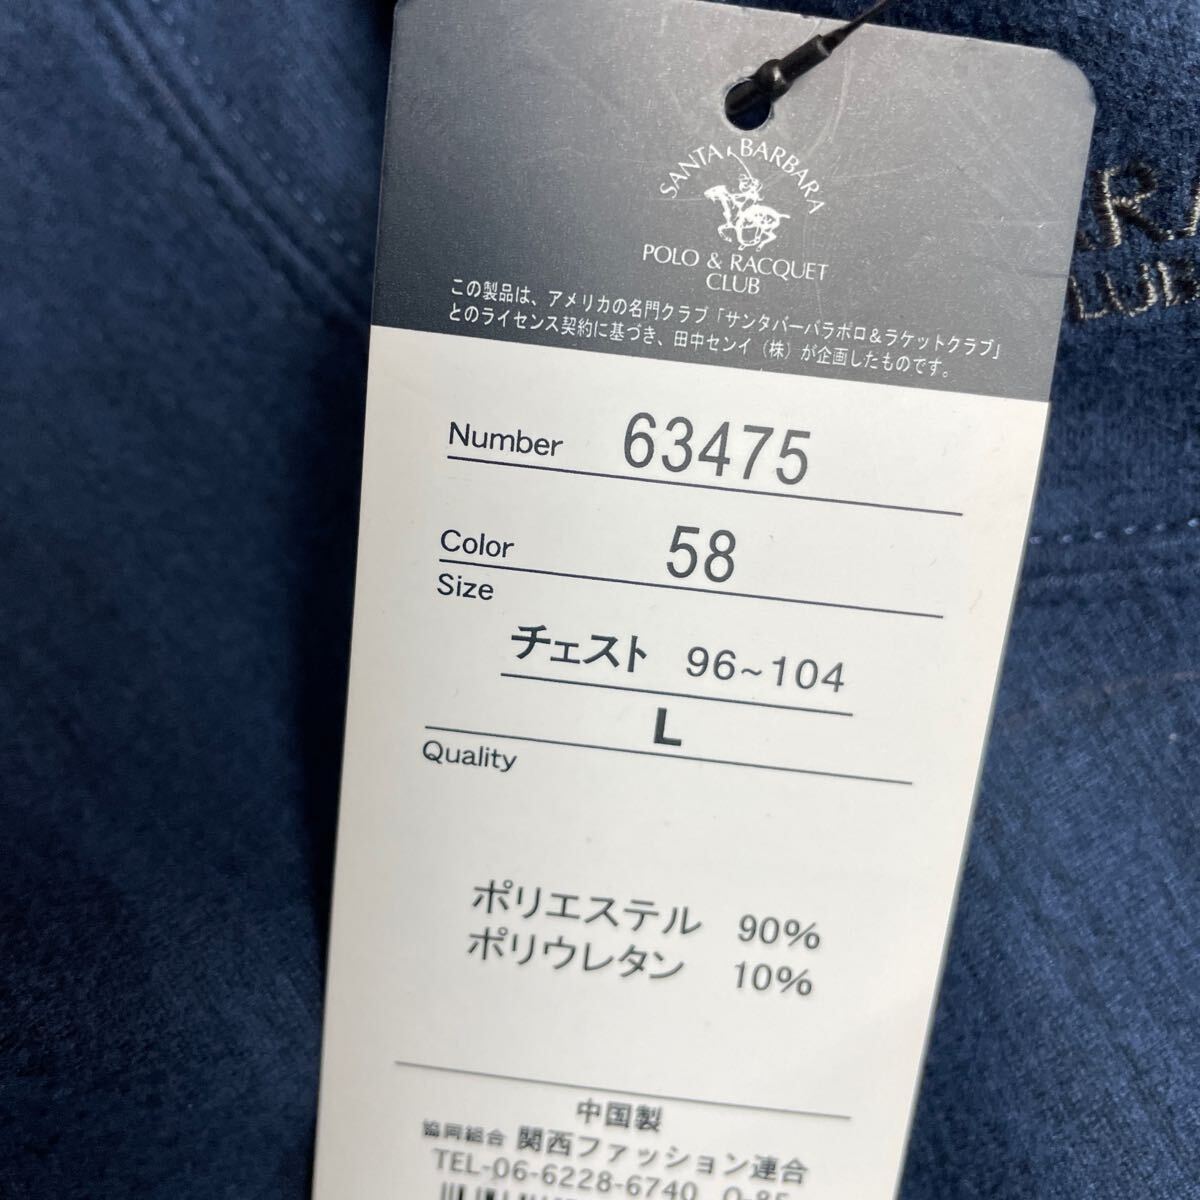 SANTA BARBARA
POLO & RACQUET
CLUB
この製品は、アメリカの名門クラブ「サンタバーバラポロ&ラケットクラブ」
とのライセンス契約に基づき、田中センイ（株）が企画したものです。
Number 63475
Color 58
Size
チェスト 96~104
L
Quality
ポリエステル 90%
ポリウレタン 10%
中国製
協同組合 関西ファッション連合
TEL-06-6228-6740 O-85